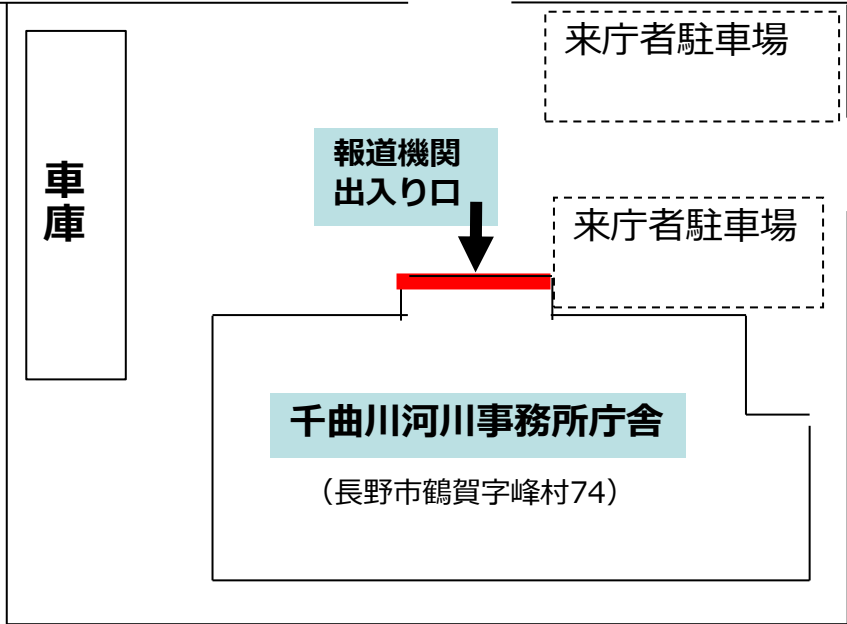 来庁者駐車場
報道機関
出入り口
車庫
来庁者駐車場
千曲川河川事務所庁舎
（長野市鶴賀字峰村74）